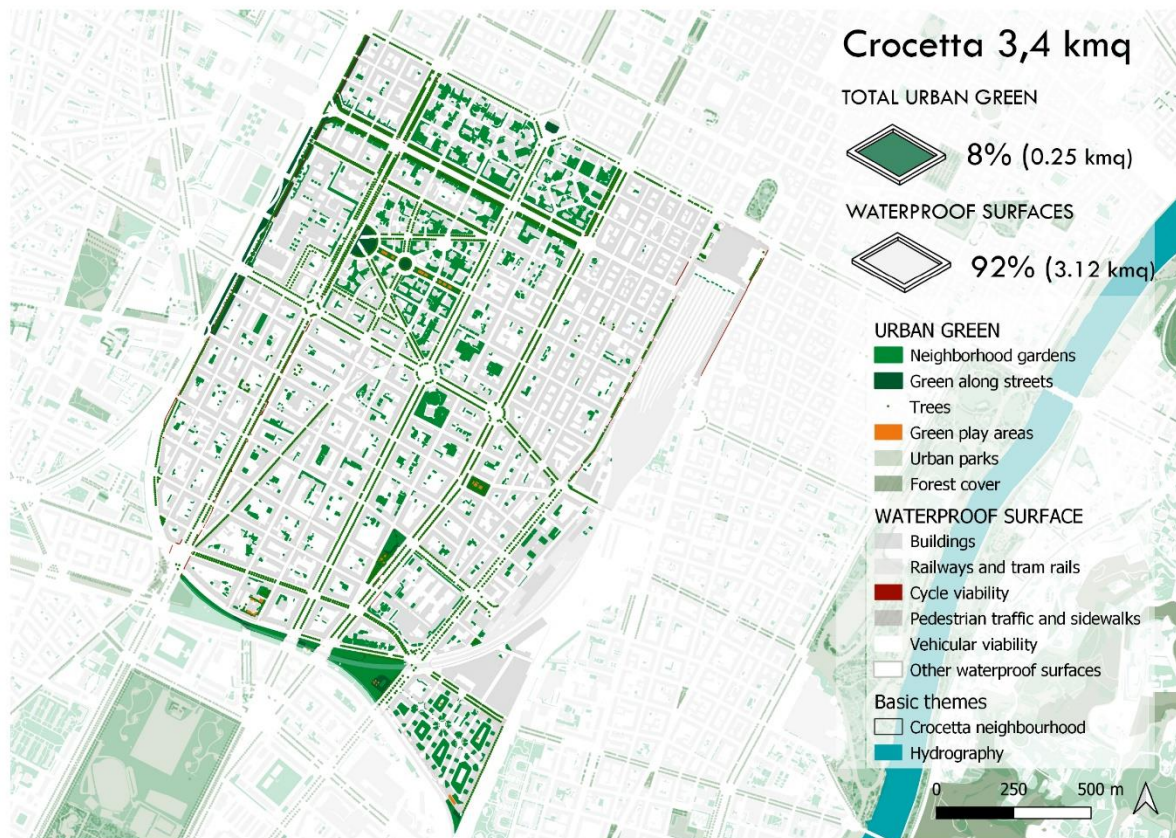 Crocetta 3,4 kmq
TOTAL URBAN GREEN
8% (0.25 kmq)
WATERPROOF SURFACES
92% (3.12 kmq)
URBAN GREEN
Neighborhood gardens
Green along streets
Trees
Green play areas
Urban parks
Forest cover
WATERPROOF SURFACE
Buildings
Railways and tram rails
Cycle viability
Pedestrian traffic and sidewalks
Vehicular viability
Other waterproof surfaces
Basic themes
Crocetta neighbourhood
Hydrography
0 250 500 m